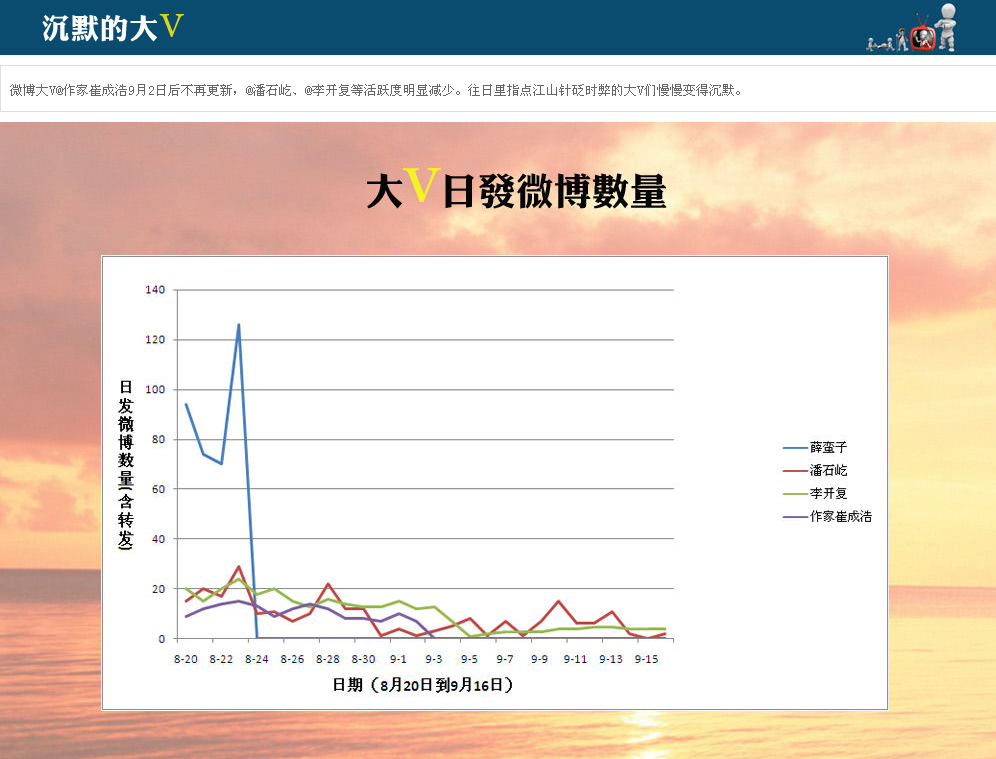 沉默的大V
微博大V@作家崔成浩9月2日后不再更新，@潘石屹、@李开复等活跃度明显减少。往日里指点江山针砭时弊的大V们慢慢变得沉默。
大V日發微博數量
140
120
100
80
60
40
20
0
日发微博数量(含转发)
8-20 8-22 8-24 8-26 8-28 8-30 9-1 9-3 9-5 9-7 9-9 9-11 9-13 9-15
日期（8月20日到9月16日）
薛蛮子
潘石屹
李开复
作家崔成浩